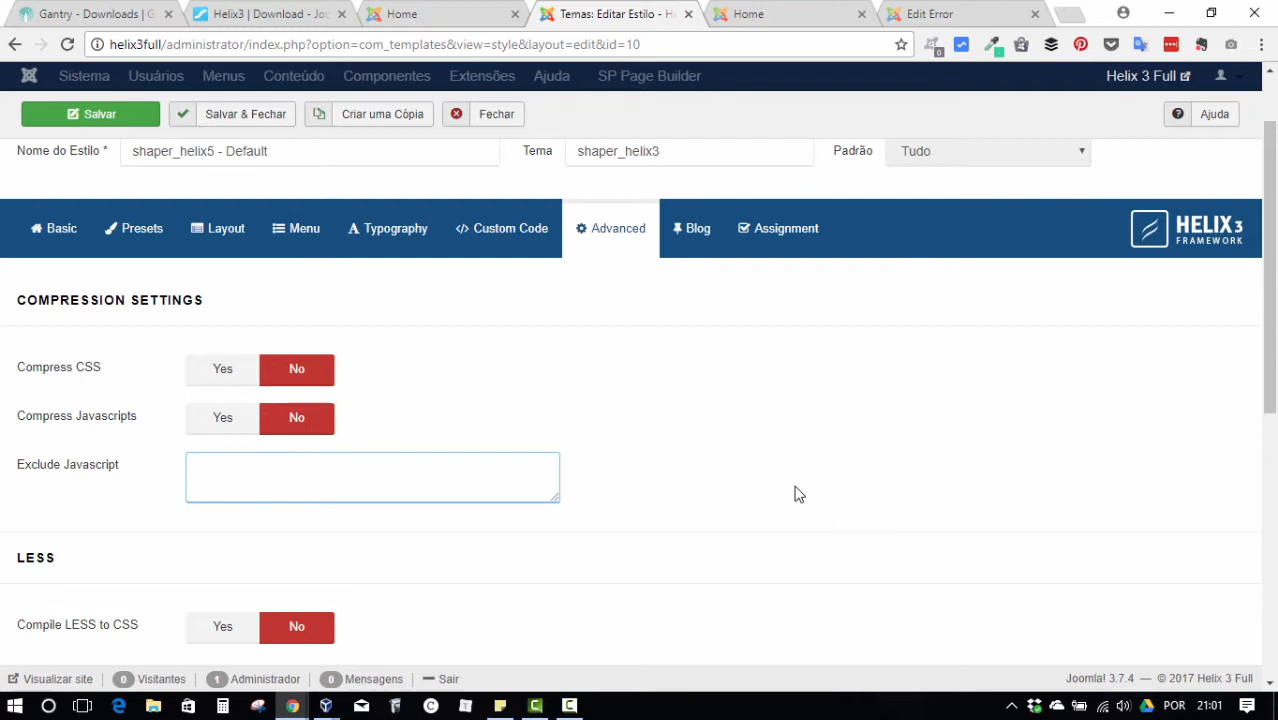 Gantry - Downloads | G
Helix3 | Download - Joo
Home
Temas: Editar Estilo - H
Home
Edit Error
helix3full/administrator/index.php?option=com_templates&view=style&layout=edit&id=10
Sistema Usuários Menus Conteúdo Componentes Extensões Ajuda SP Page Builder Helix 3 Full
Salvar Salvar & Fechar Criar uma Cópia Fechar Ajuda
Nome do Estilo * shaper_helix5 - Default Tema shaper_helix3 Padrão Tudo
Basic Presets Layout Menu Typography Custom Code Advanced Blog Assignment HELIX3
FRAMEWORK
COMPRESSION SETTINGS
Compress CSS Yes No
Compress Javascripts Yes No
Exclude Javascript
LESS
Compile LESS to CSS Yes No
Visualizar site 0 Visitantes 1 Administrador 0 Mensagens Sair Joomla! 3.7.4 — © 2017 Helix 3 Full
POR 21:01